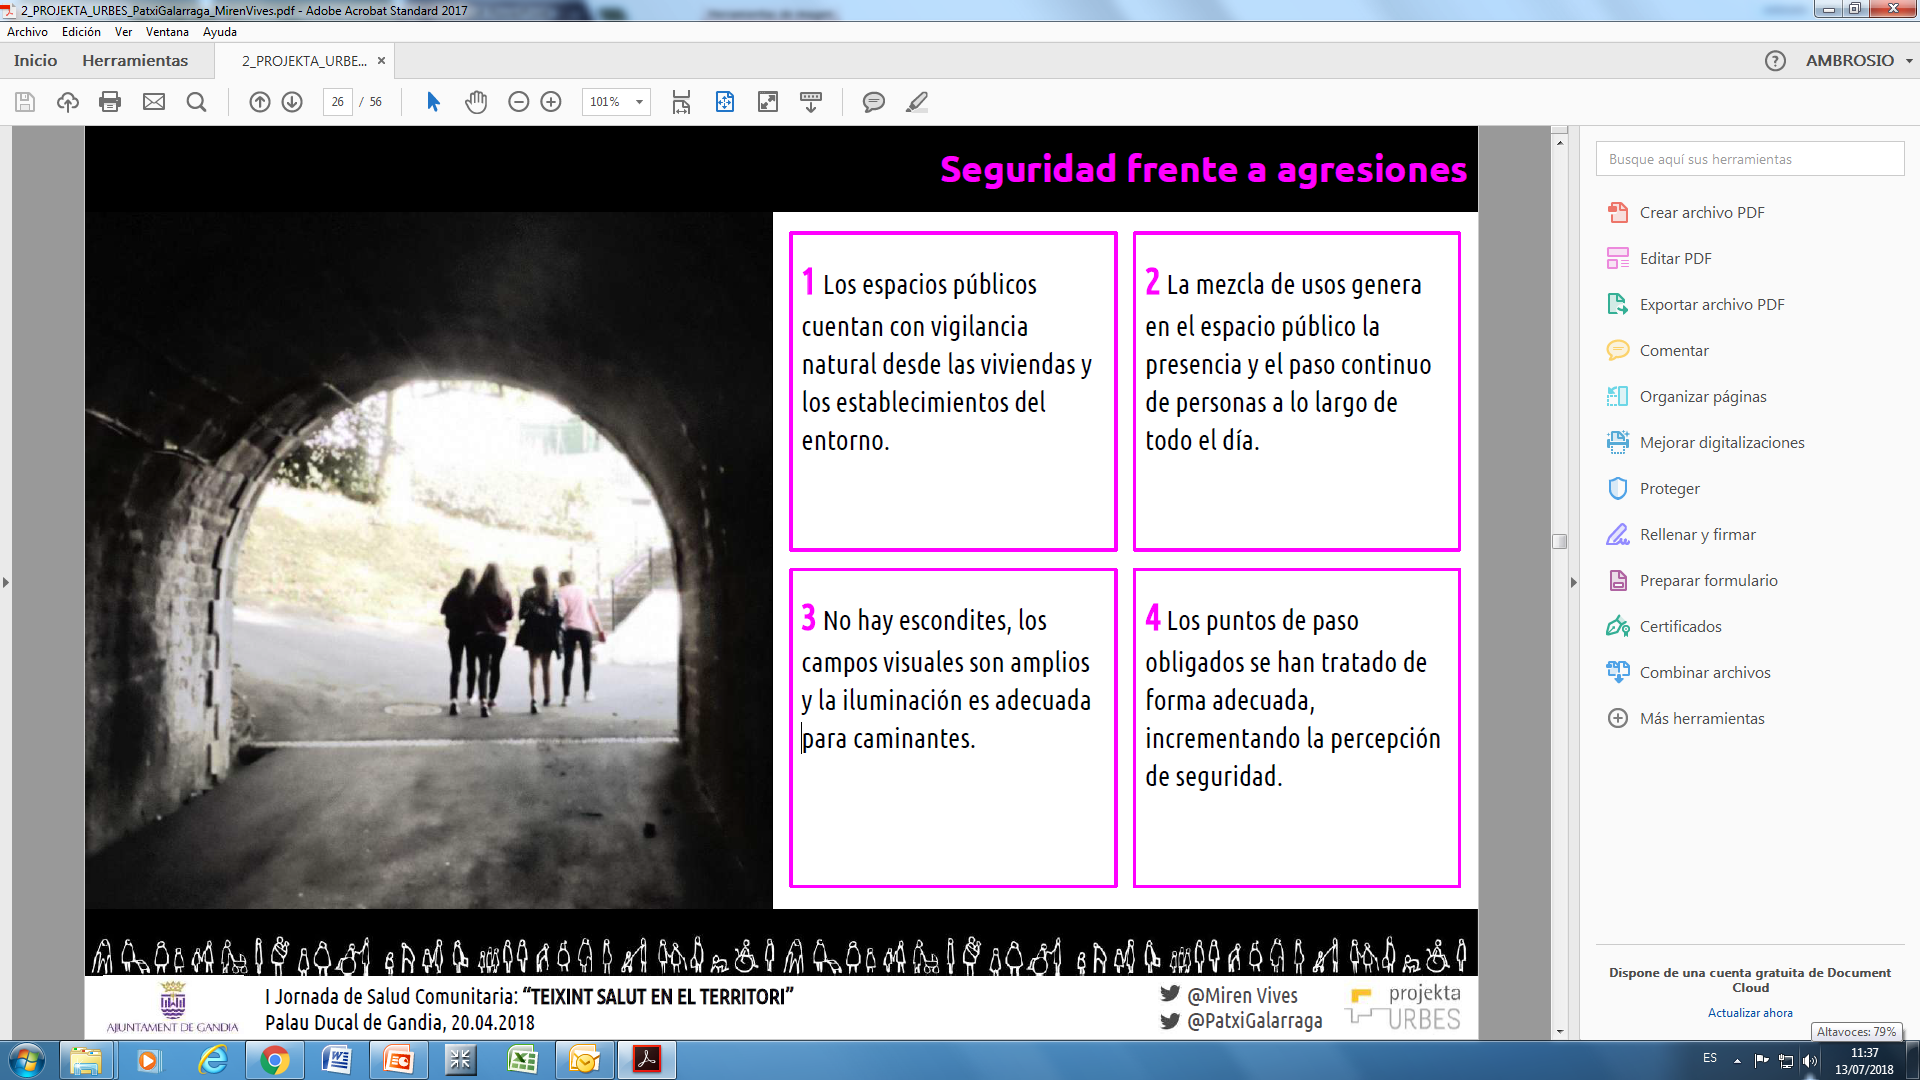 2_PROJEKTA_URBES_PatxiGalarraga_MirenVives.pdf - Adobe Acrobat Standard 2017
Archivo Edición Ver Ventana Ayuda
Inicio Herramientas 2_PROJEKTA_URBE... × AMBROSIO
26 / 56 101%
Seguridad frente a agresiones
1 Los espacios públicos
cuentan con vigilancia
natural desde las viviendas y
los establecimientos del
entorno.
2 La mezcla de usos genera
en el espacio público la
presencia y el paso continuo
de personas a lo largo de
todo el día.
3 No hay escondites, los
campos visuales son amplios
y la iluminación es adecuada
para caminantes.
4 Los puntos de paso
obligados se han tratado de
forma adecuada,
incrementando la percepción
de seguridad.
AJUNTAMENT DE GANDIA
I Jornada de Salud Comunitaria: “TEIXINT SALUT EN EL TERRITORI”
Palau Ducal de Gandia, 20.04.2018
@Miren Vives
@PatxiGalarraga
projekta
URBES
Busque aquí sus herramientas
Crear archivo PDF
Editar PDF
Exportar archivo PDF
Comentar
Organizar páginas
Mejorar digitalizaciones
Proteger
Rellenar y firmar
Preparar formulario
Certificados
Combinar archivos
Más herramientas
Dispone de una cuenta gratuita de Document
Cloud
Actualizar ahora
Altavoces: 79%
ES
11:37
13/07/2018